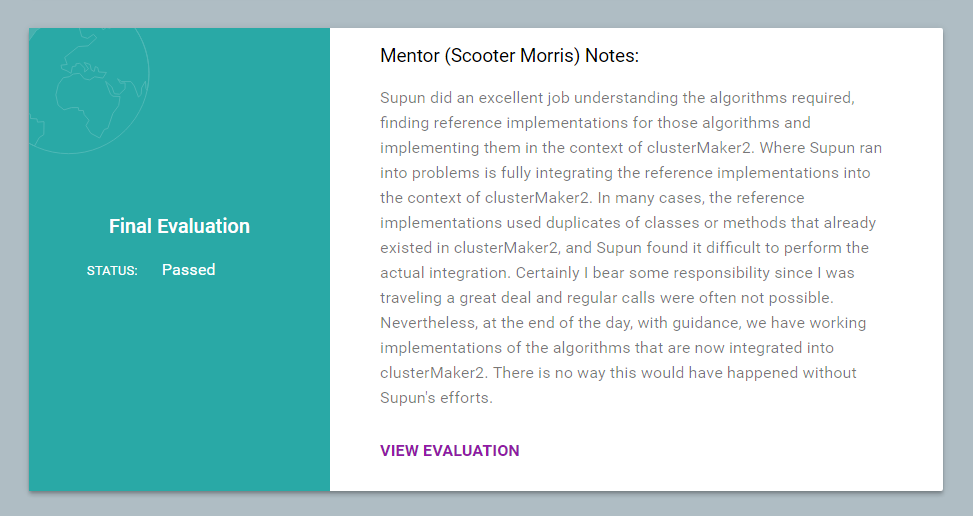 Final Evaluation
STATUS: Passed
Mentor (Scooter Morris) Notes:
Supun did an excellent job understanding the algorithms required,
finding reference implementations for those algorithms and
implementing them in the context of clusterMaker2. Where Supun ran
into problems is fully integrating the reference implementations into
the context of clusterMaker2. In many cases, the reference
implementations used duplicates of classes or methods that already
existed in clusterMaker2, and Supun found it difficult to perform the
actual integration. Certainly I bear some responsibility since I was
traveling a great deal and regular calls were often not possible.
Nevertheless, at the end of the day, with guidance, we have working
implementations of the algorithms that are now integrated into
clusterMaker2. There is no way this would have happened without
Supun's efforts.
VIEW EVALUATION